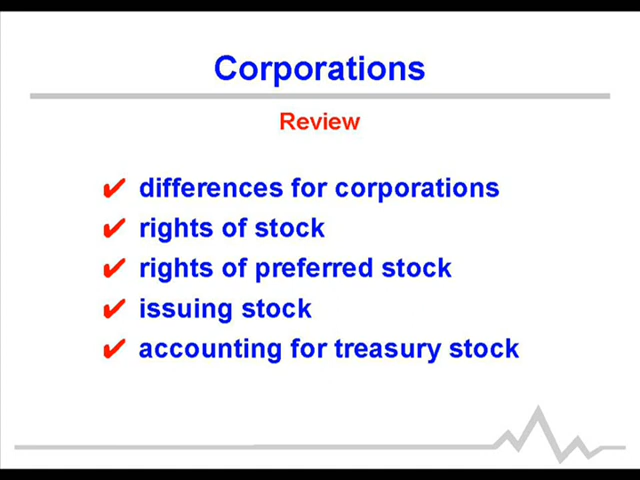 Corporations
Review
✔ differences for corporations
✔ rights of stock
✔ rights of preferred stock
✔ issuing stock
✔ accounting for treasury stock